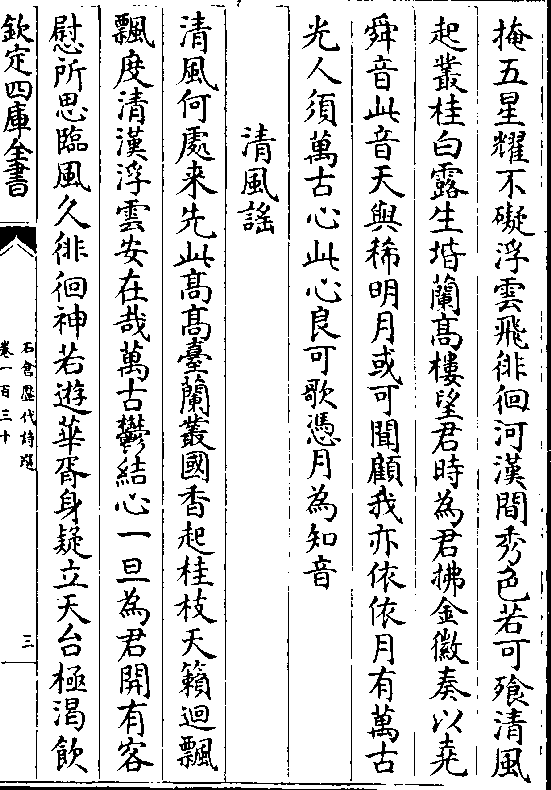 掩五星耀不礙浮雲飛徘徊河漢間秀色若可飱清風
起叢桂白露生堦蘭高樓望君時為君拂金徽奏以堯
舜音此音天與稀明月或可聞顧我亦依依月有萬古
光人須萬古心此心良可歌憑月為知音
清風謠
清風何處来先此高高臺蘭叢國香起桂枝天籟迴飄
飄度清漢浮雲安在哉萬古鬱結心一旦為君開有客
慰所思臨風久徘徊神若遊華胥身疑立天台極渴飲
欽定四庫全書
石倉歷代詩選
卷一百三十
三